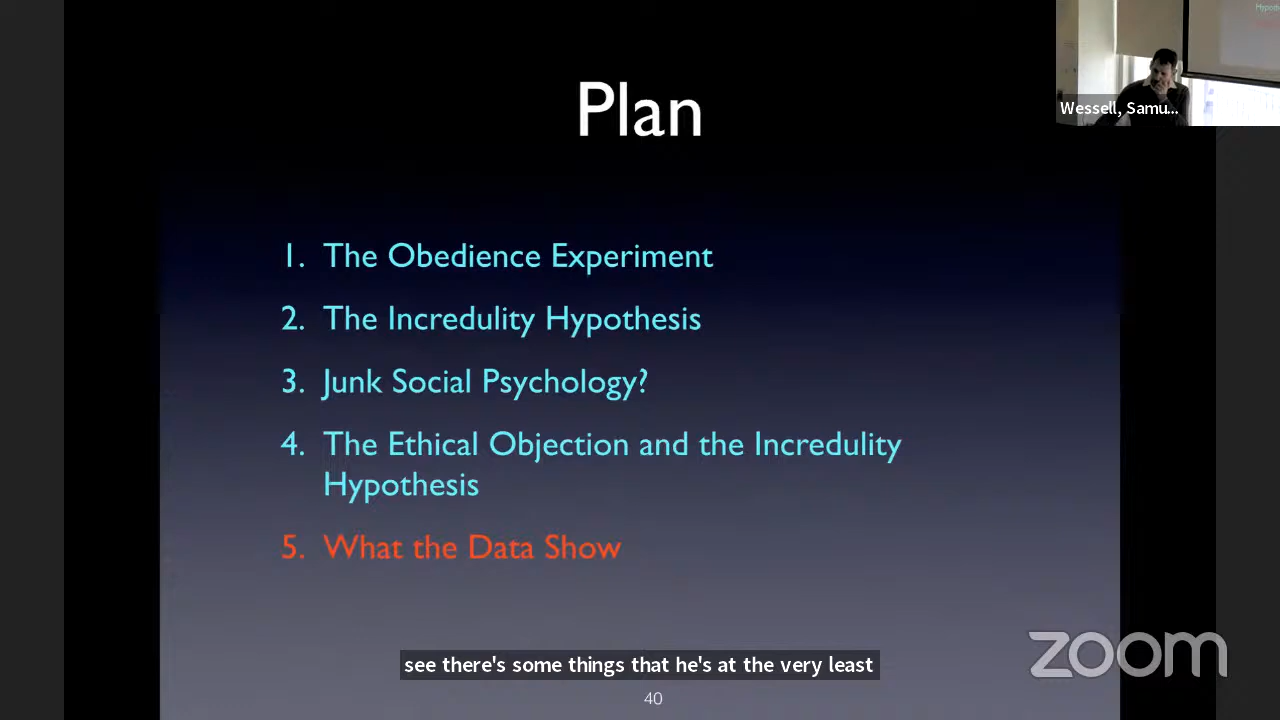 Plan
Wessell, Samu...
1. The Obedience Experiment
2. The Incredulity Hypothesis
3. Junk Social Psychology?
4. The Ethical Objection and the Incredulity
Hypothesis
5. What the Data Show
see there's some things that he's at the very least
zoom
40